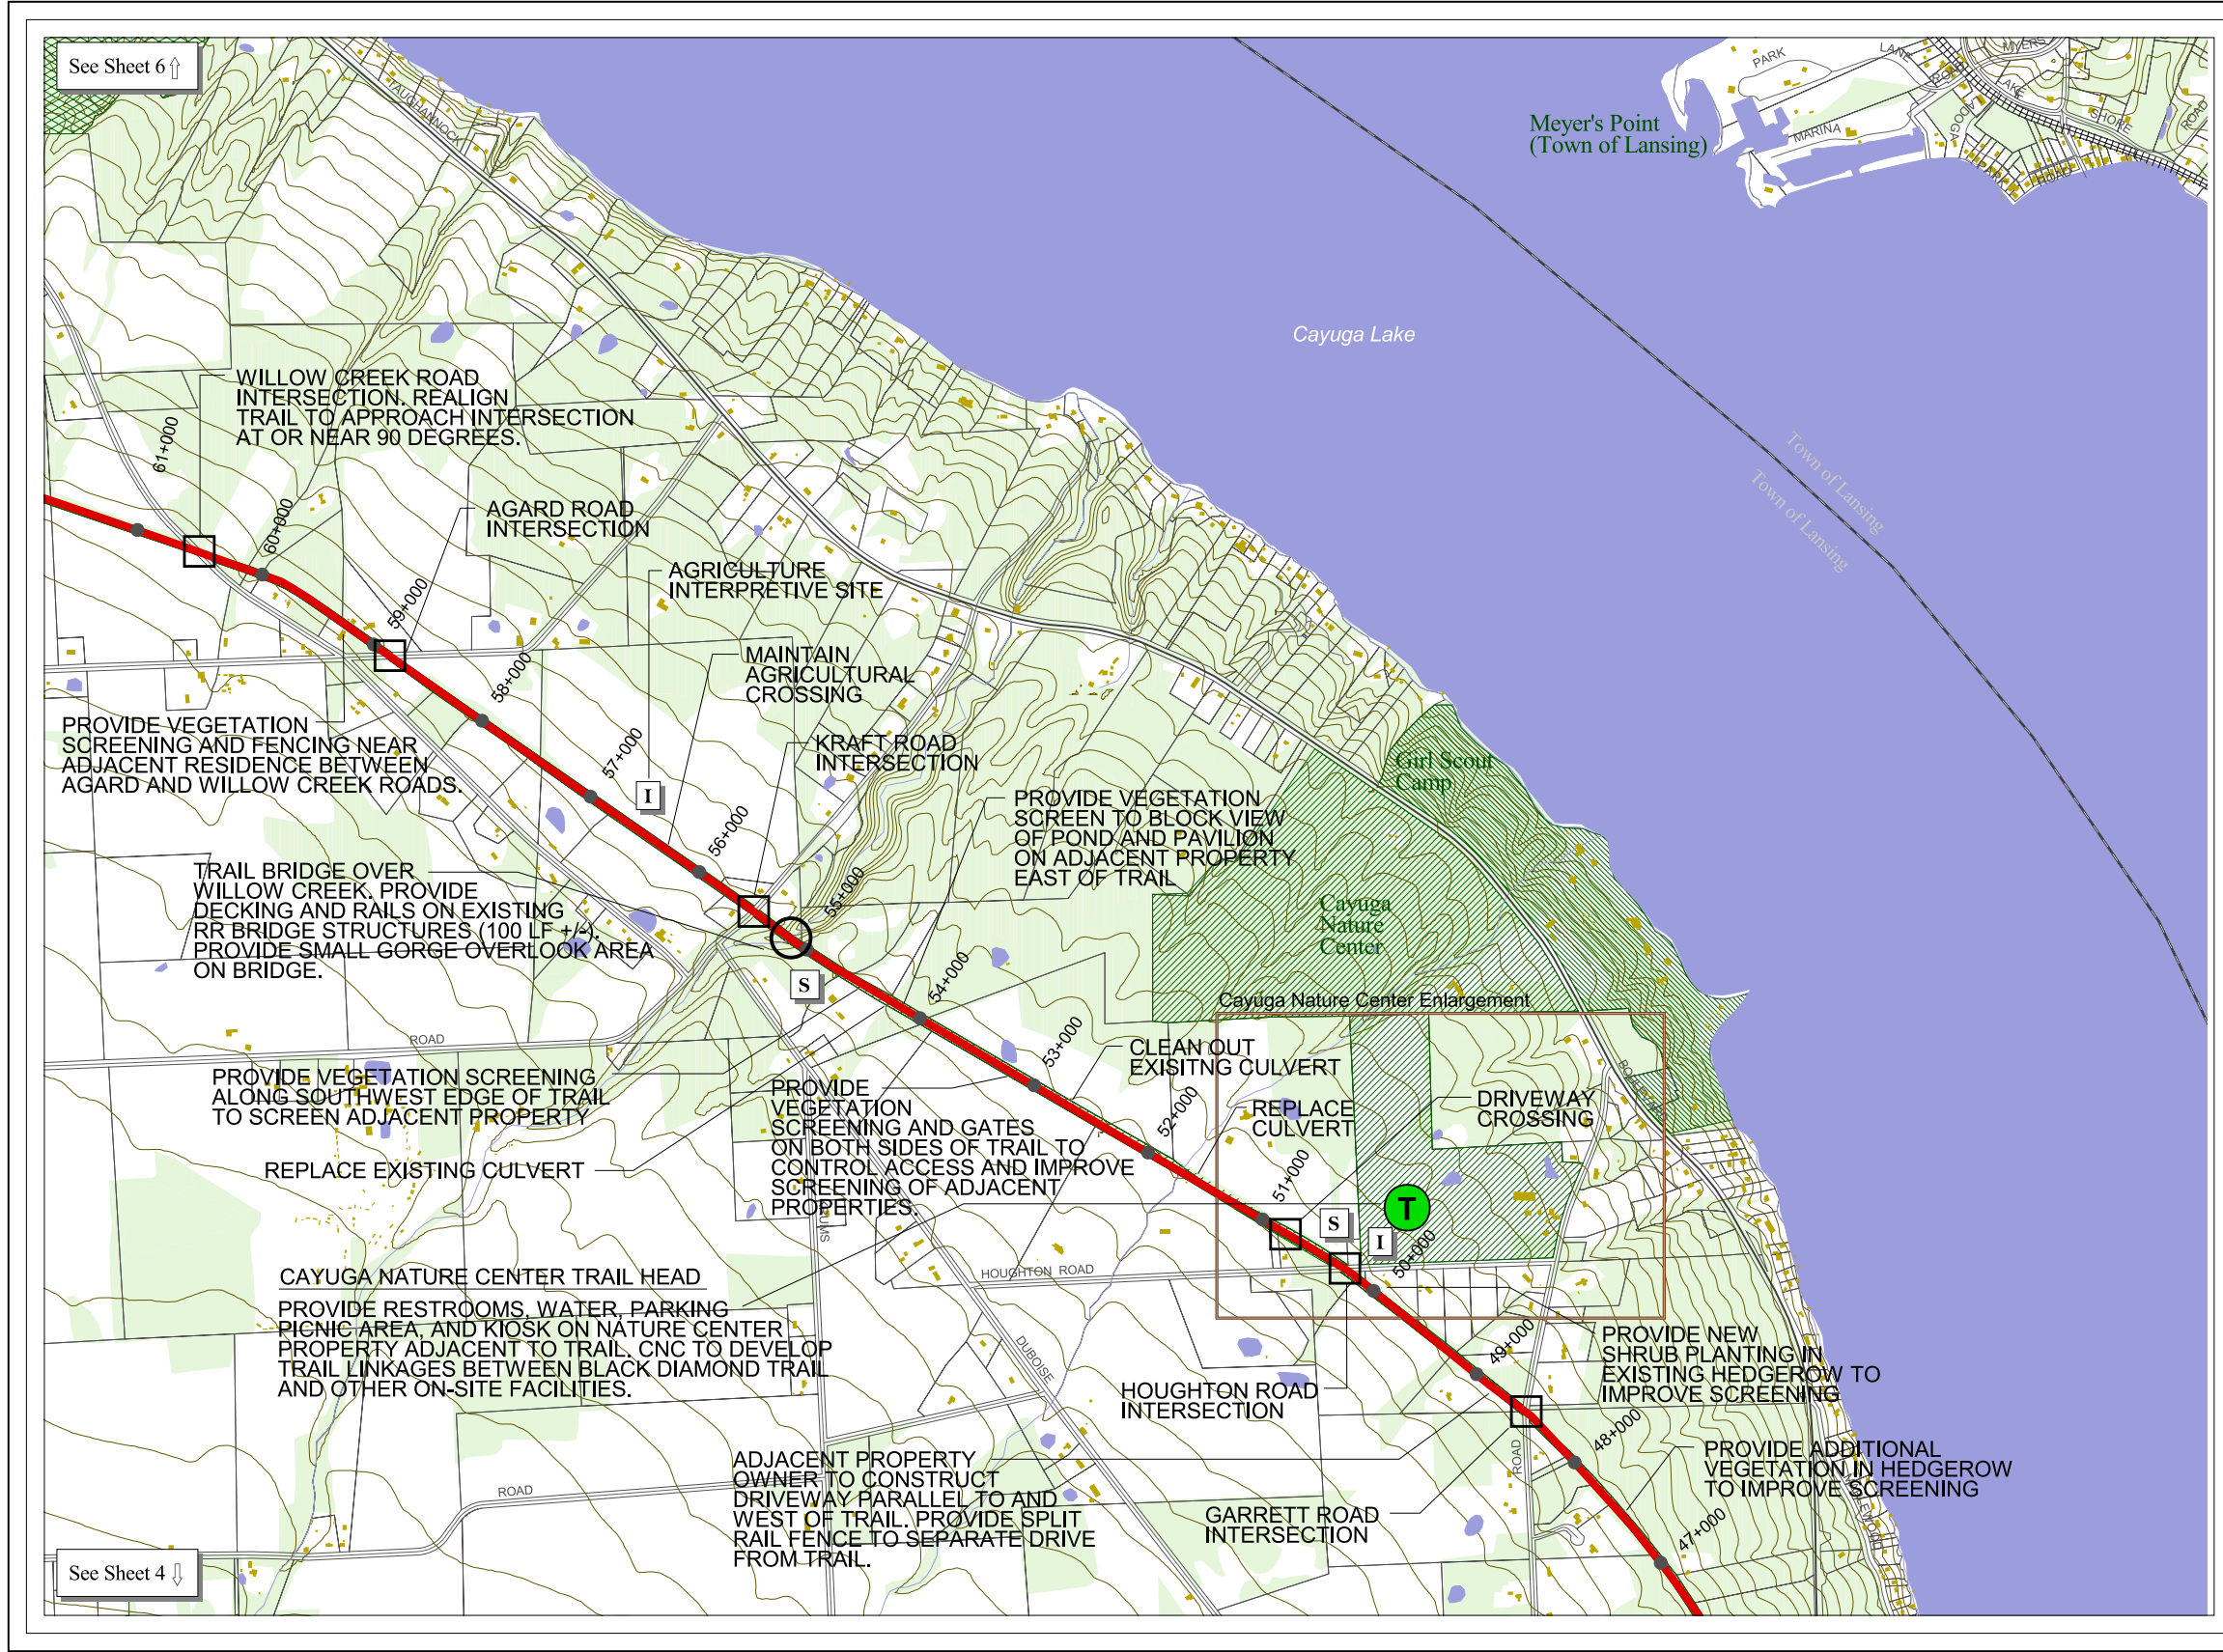 See Sheet 6 ⇧
TAUGHANNOCK
PARK
LANE
MYERS
ROAD
LAKE
SHORE
ROAD
MARINA
PARK
ROAD
Meyer's Point
(Town of Lansing)
Cayuga Lake
Town of Lansing
Town of Lansing
WILLOW CREEK ROAD
INTERSECTION. REALIGN
TRAIL TO APPROACH INTERSECTION
AT OR NEAR 90 DEGREES.
61+000
60+000
AGARD ROAD
INTERSECTION
59+000
AGRICULTURE
INTERPRETIVE SITE
58+000
MAINTAIN
AGRICULTURAL
CROSSING
PROVIDE VEGETATION
SCREENING AND FENCING NEAR
ADJACENT RESIDENCE BETWEEN
AGARD AND WILLOW CREEK ROADS.
57+000
I
KRAFT ROAD
INTERSECTION
56+000
Girl Scout
Camp
PROVIDE VEGETATION
SCREEN TO BLOCK VIEW
OF POND AND PAVILION
ON ADJACENT PROPERTY
EAST OF TRAIL
TRAIL BRIDGE OVER
WILLOW CREEK. PROVIDE
DECKING AND RAILS ON EXISTING
RR BRIDGE STRUCTURES (100 LF +/-).
PROVIDE SMALL GORGE OVERLOOK AREA
ON BRIDGE.
55+000
S
54+000
Cayuga
Nature
Center
Cayuga Nature Center Enlargement
ROAD
53+000
CLEAN OUT
EXISITNG CULVERT
PROVIDE VEGETATION SCREENING
ALONG SOUTHWEST EDGE OF TRAIL
TO SCREEN ADJACENT PROPERTY
PROVIDE
VEGETATION
SCREENING AND GATES
ON BOTH SIDES OF TRAIL TO
CONTROL ACCESS AND IMPROVE
SCREENING OF ADJACENT
PROPERTIES.
52+000
REPLACE
CULVERT
DRIVEWAY
CROSSING
REPLACE EXISTING CULVERT
51+000
S
I
T
50+000
HOUGHTON ROAD
CAYUGA NATURE CENTER TRAIL HEAD
PROVIDE RESTROOMS, WATER, PARKING
PICNIC AREA, AND KIOSK ON NATURE CENTER
PROPERTY ADJACENT TO TRAIL. CNC TO DEVELOP
TRAIL LINKAGES BETWEEN BLACK DIAMOND TRAIL
AND OTHER ON-SITE FACILITIES.
DUBOISE
49+000
PROVIDE NEW
SHRUB PLANTING IN
EXISTING HEDGEROW TO
IMPROVE SCREENING
HOUGHTON ROAD
INTERSECTION
48+000
ROAD
PROVIDE ADDITIONAL
VEGETATION IN HEDGEROW
TO IMPROVE SCREENING
ADJACENT PROPERTY
OWNER TO CONSTRUCT
DRIVEWAY PARALLEL TO AND
WEST OF TRAIL. PROVIDE SPLIT
RAIL FENCE TO SEPARATE DRIVE
FROM TRAIL.
ROAD
GARRETT ROAD
INTERSECTION
47+000
See Sheet 4 ⇩